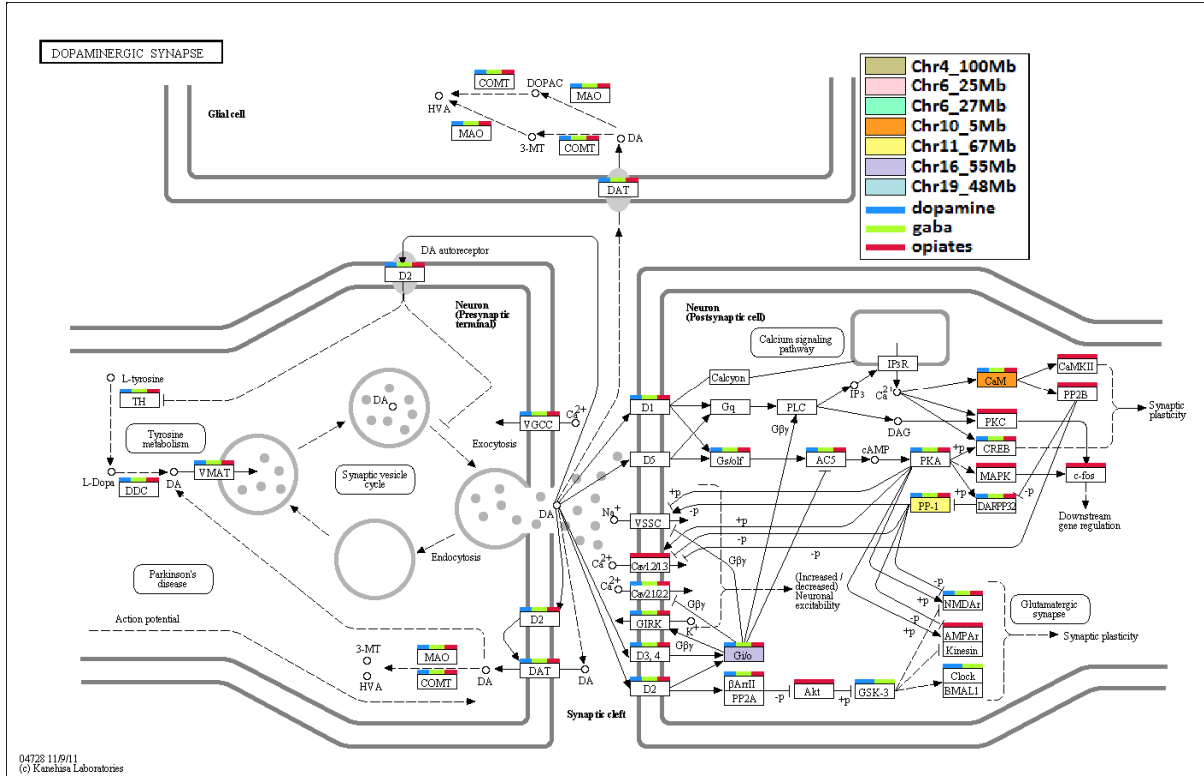 DOPAMINERGIC SYNAPSE
Glial cell
COMT
DOPAC
MAO
HVA
MAO
3-MT
COMT
DA
DAT
Chr4_100Mb
Chr6_25Mb
Chr6_27Mb
Chr10_5Mb
Chr11_67Mb
Chr16_55Mb
Chr19_48Mb
dopamine
gaba
opiates
DA autoreceptor
D2
Neuron
(Presynaptic
terminal)
L-tyrosine
TH
Tyrosine
metabolism
L-Dopa
DDC
DA
VMAT
DA
Synaptic vesicle
cycle
Exocytosis
VGCC
Ca2+
DA
Endocytosis
Parkinson's
disease
Action potential
3-MT
HVA
MAO
COMT
DA
D2
DAT
DA
Synaptic cleft
Neuron
(Postsynaptic cell)
Calcium signaling
pathway
Calcyon
IP3R
IP3
Ca2+
CaM
CaMKII
PP2B
Synaptic
plasticity
D1
Gq
PLC
DAG
PKC
Gβγ
CREB
D5
Gs/olf
AC5
cAMP
PKA
+p
MAPK
c-fos
+p
-p
PP-1
+p
DARPP32
-p
Downstream
gene regulation
Na+
VSSC
+p
-p
-p
Ca2+
Cav1.2/1.3
Gβγ
Ca2+
Cav2.1/2.2
Gβγ
(Increased /
decreased)
Neuronal
excitability
GIRK
K+
Gβγ
D3, 4
Gi/o
D2
βArrII
PP2A
-p
Akt
+p
GSK-3
-p
+p
NMDAr
-p
+p
AMPAr
Kinesin
Clock
BMAL1
Glutamatergic
synapse
Synaptic plasticity
04728 11/9/11
(c) Kanehisa Laboratories